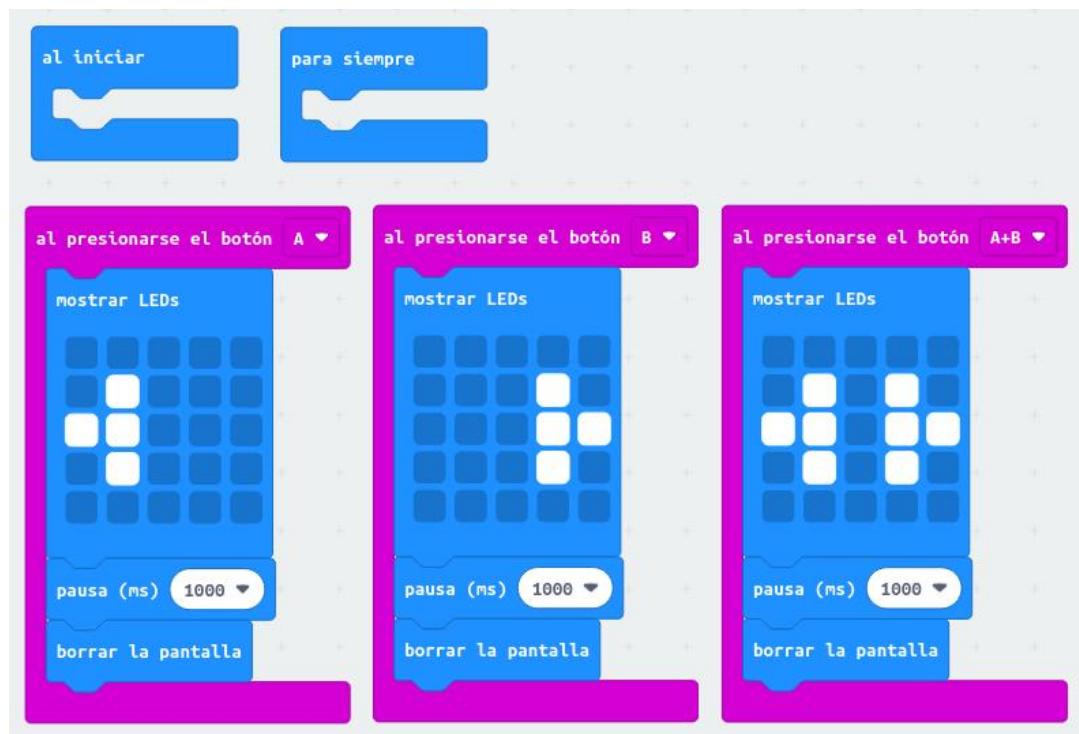 al iniciar
para siempre
al presionarse el botón A
mostrar LEDs
pausa (ms) 1000
borrar la pantalla
al presionarse el botón B
mostrar LEDs
pausa (ms) 1000
borrar la pantalla
al presionarse el botón A+B
mostrar LEDs
pausa (ms) 1000
borrar la pantalla